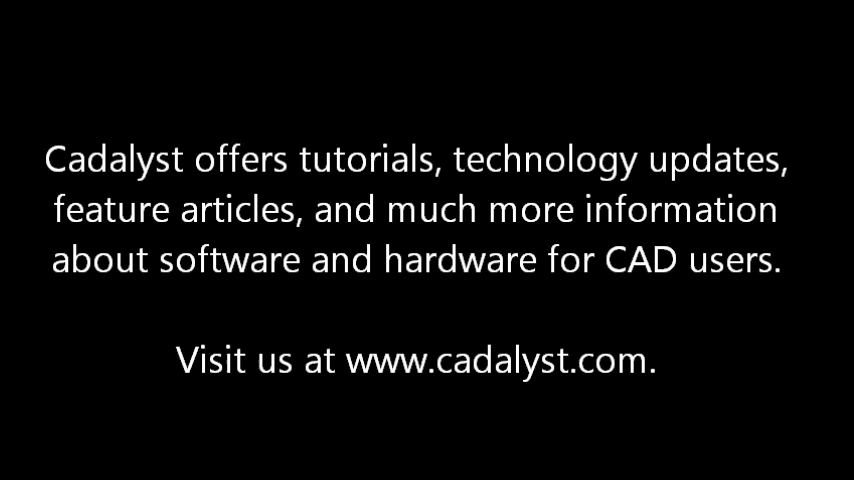 Cadalyst offers tutorials, technology updates,
feature articles, and much more information
about software and hardware for CAD users.
Visit us at www.cadalyst.com.